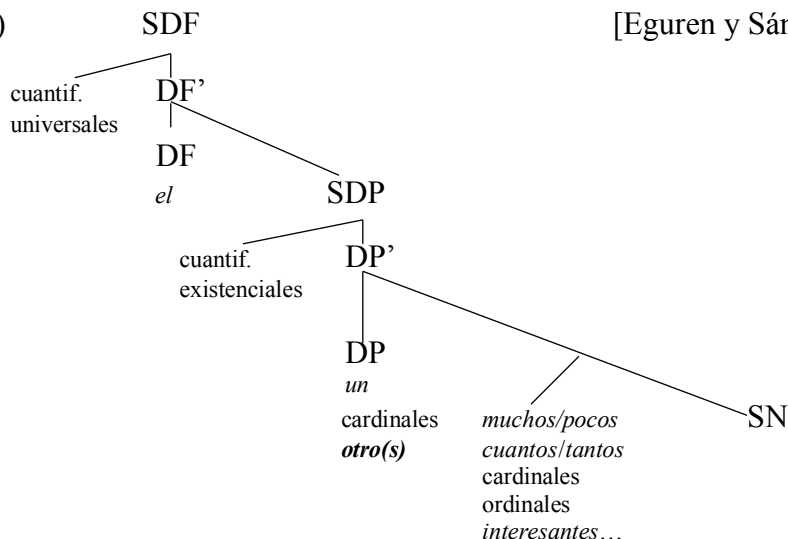 )
SDF
[Eguren y Sán
cuantif.
universales
DF’
DF
el
SDP
cuantif.
existenciales
DP’
DP
un
cardinales
otro(s)
muchos/pocos
cuantos/tantos
cardinales
ordinales
interesantes…
SN